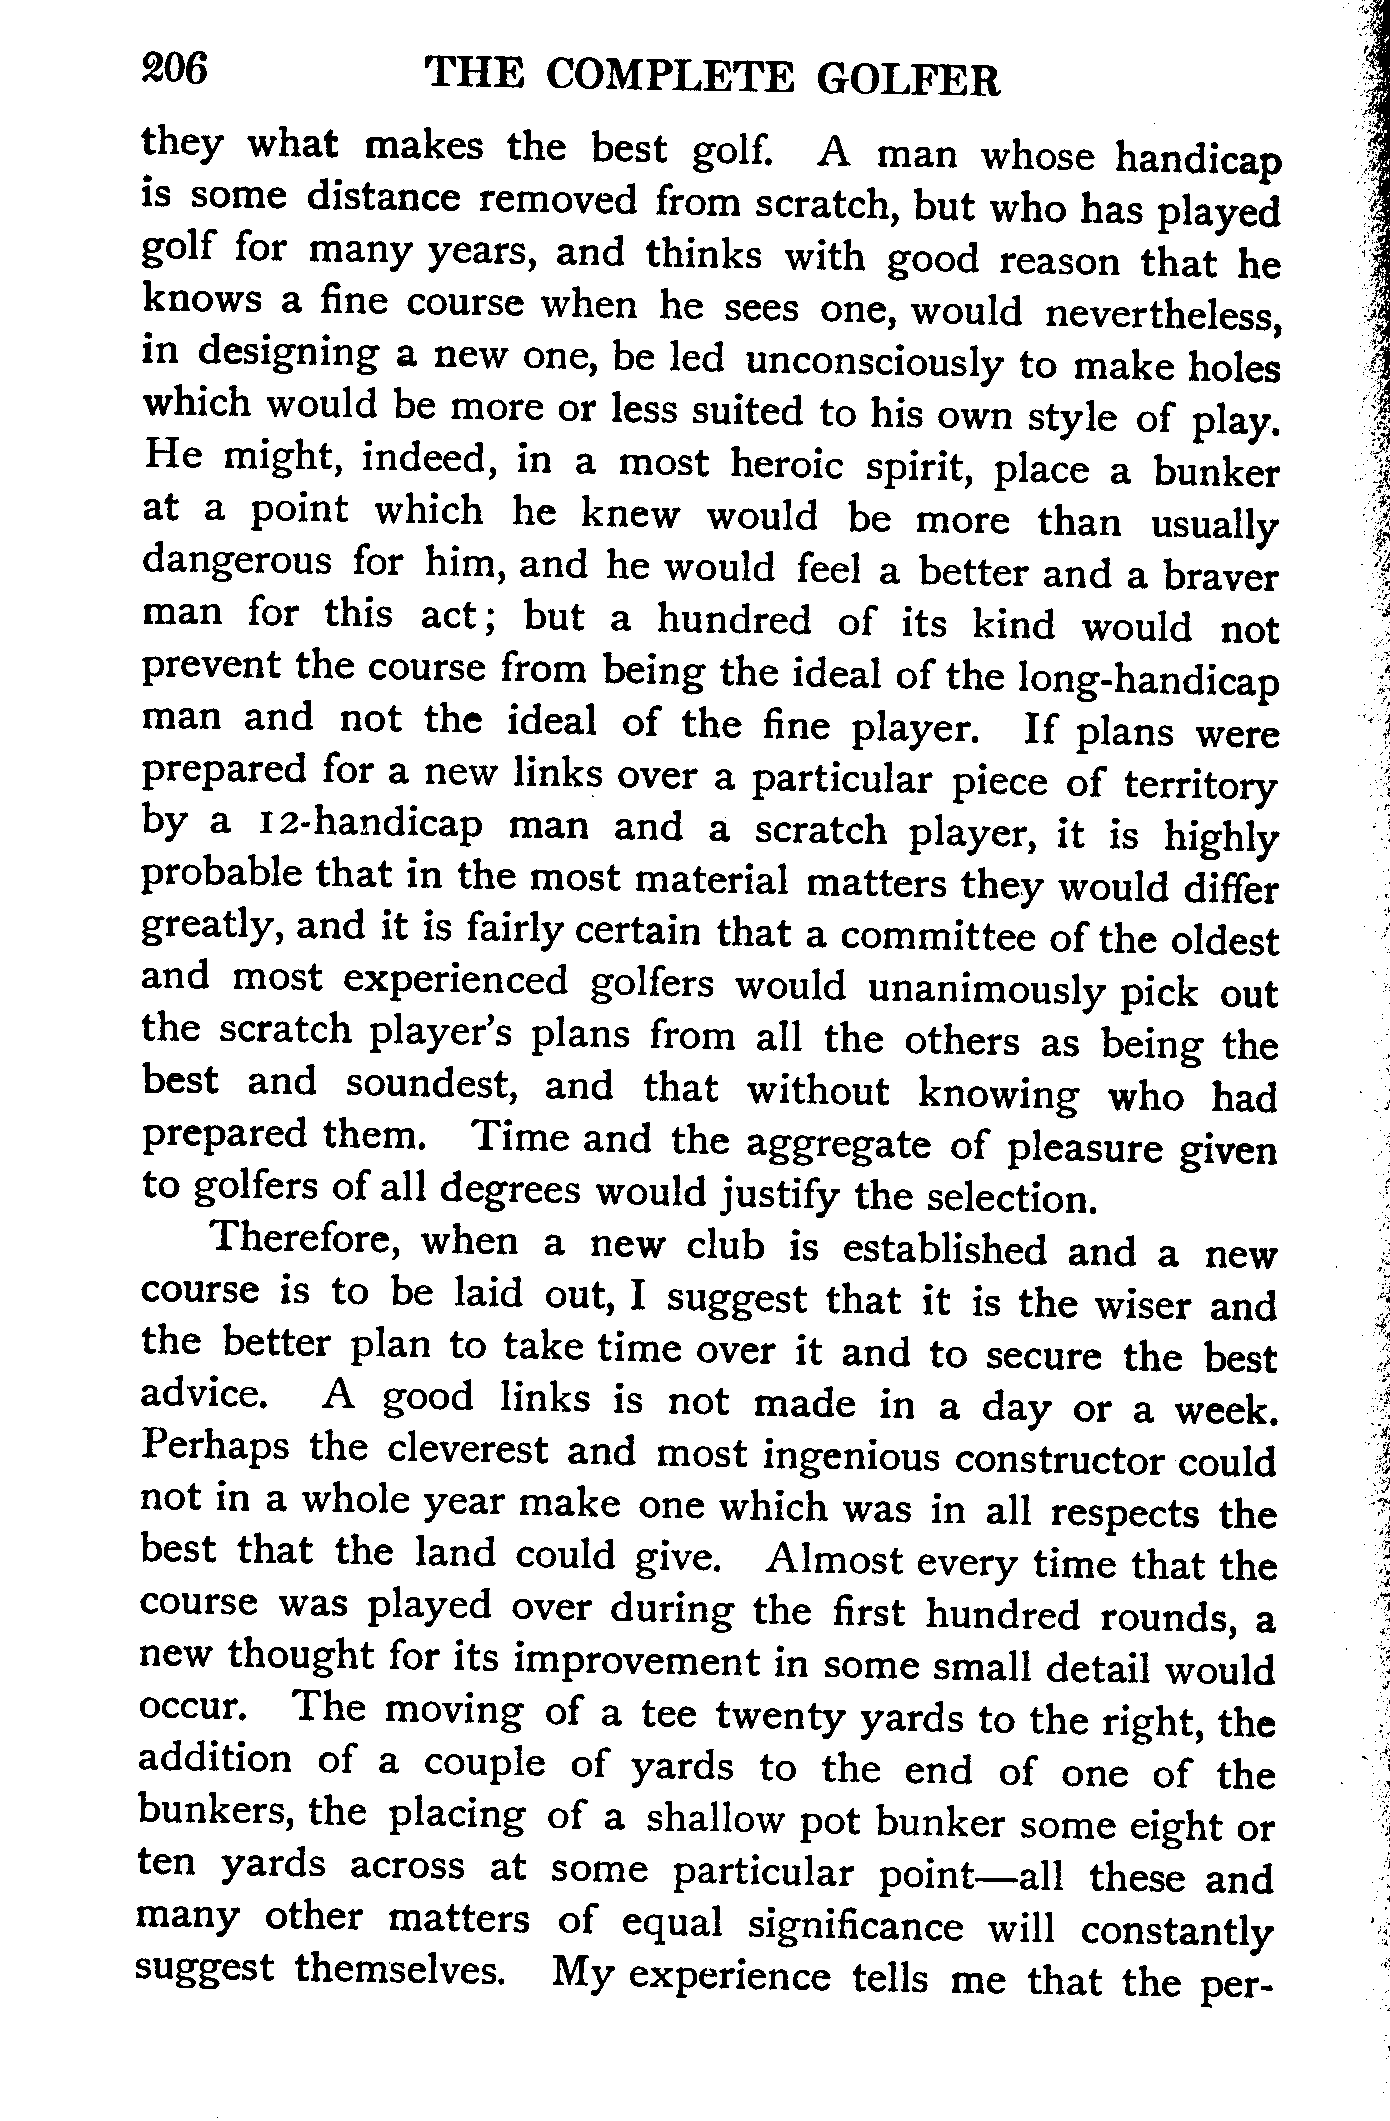 206 THE COMPLETE GOLFER
they what makes the best golf. A man whose handicap
is some distance removed from scratch, but who has played
golf for many years, and thinks with good reason that he
knows a fine course when he sees one, would nevertheless,
in designing a new one, be led unconsciously to make holes
which would be more or less suited to his own style of play.
He might, indeed, in a most heroic spirit, place a bunker
at a point which he knew would be more than usually
dangerous for him, and he would feel a better and a braver
man for this act; but a hundred of its kind would not
prevent the course from being the ideal of the long-handicap
man and not the ideal of the fine player. If plans were
prepared for a new links over a particular piece of territory
by a 12-handicap man and a scratch player, it is highly
probable that in the most material matters they would differ
greatly, and it is fairly certain that a committee of the oldest
and most experienced golfers would unanimously pick out
the scratch player's plans from all the others as being the
best and soundest, and that without knowing who had
prepared them. Time and the aggregate of pleasure given
to golfers of all degrees would justify the selection.
Therefore, when a new club is established and a new
course is to be laid out, I suggest that it is the wiser and
the better plan to take time over it and to secure the best
advice. A good links is not made in a day or a week.
Perhaps the cleverest and most ingenious constructor could
not in a whole year make one which was in all respects the
best that the land could give. Almost every time that the
course was played over during the first hundred rounds, a
new thought for its improvement in some small detail would
occur. The moving of a tee twenty yards to the right, the
addition of a couple of yards to the end of one of the
bunkers, the placing of a shallow pot bunker some eight or
ten yards across at some particular point—all these and
many other matters of equal significance will constantly
suggest themselves. My experience tells me that the per-